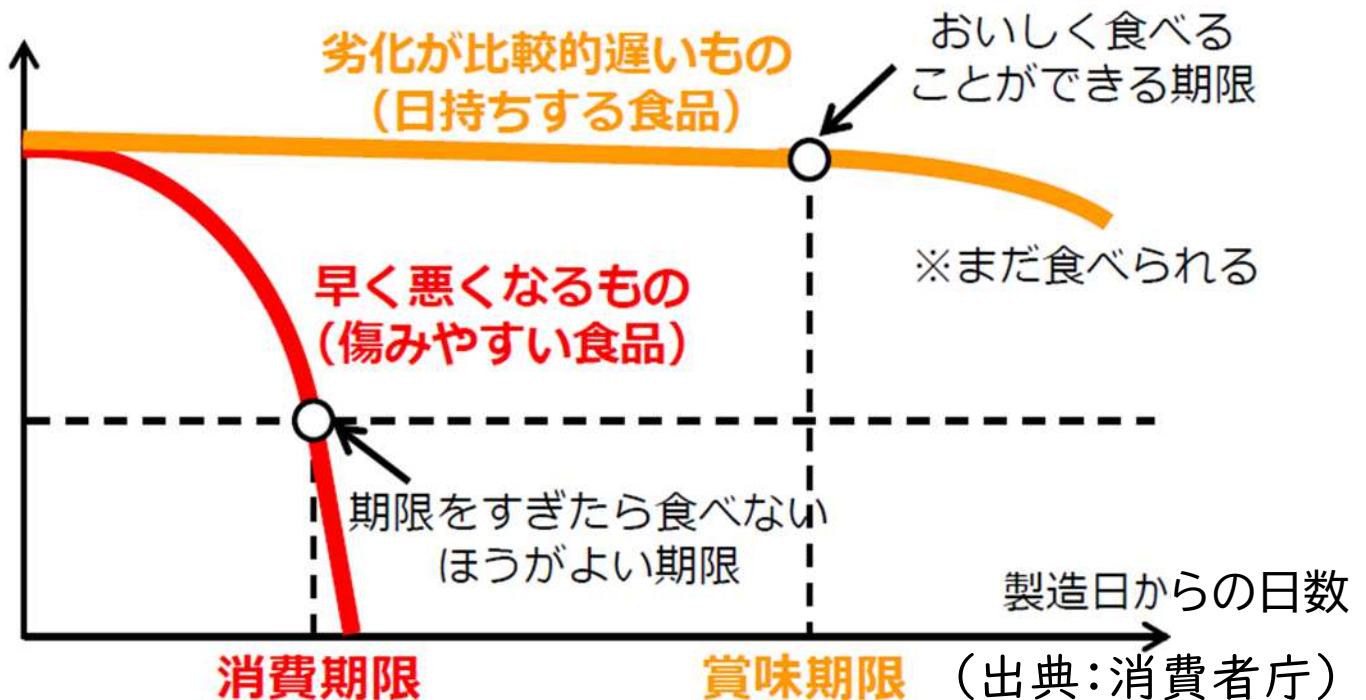 おいしく食べる
ことができる期限
劣化が比較的遅いもの
（日持ちする食品）
※まだ食べられる
早く悪くなるもの
（傷みやすい食品）
期限をすぎたら食べない
ほうがよい期限
製造日からの日数
消費期限
賞味期限
（出典：消費者庁）